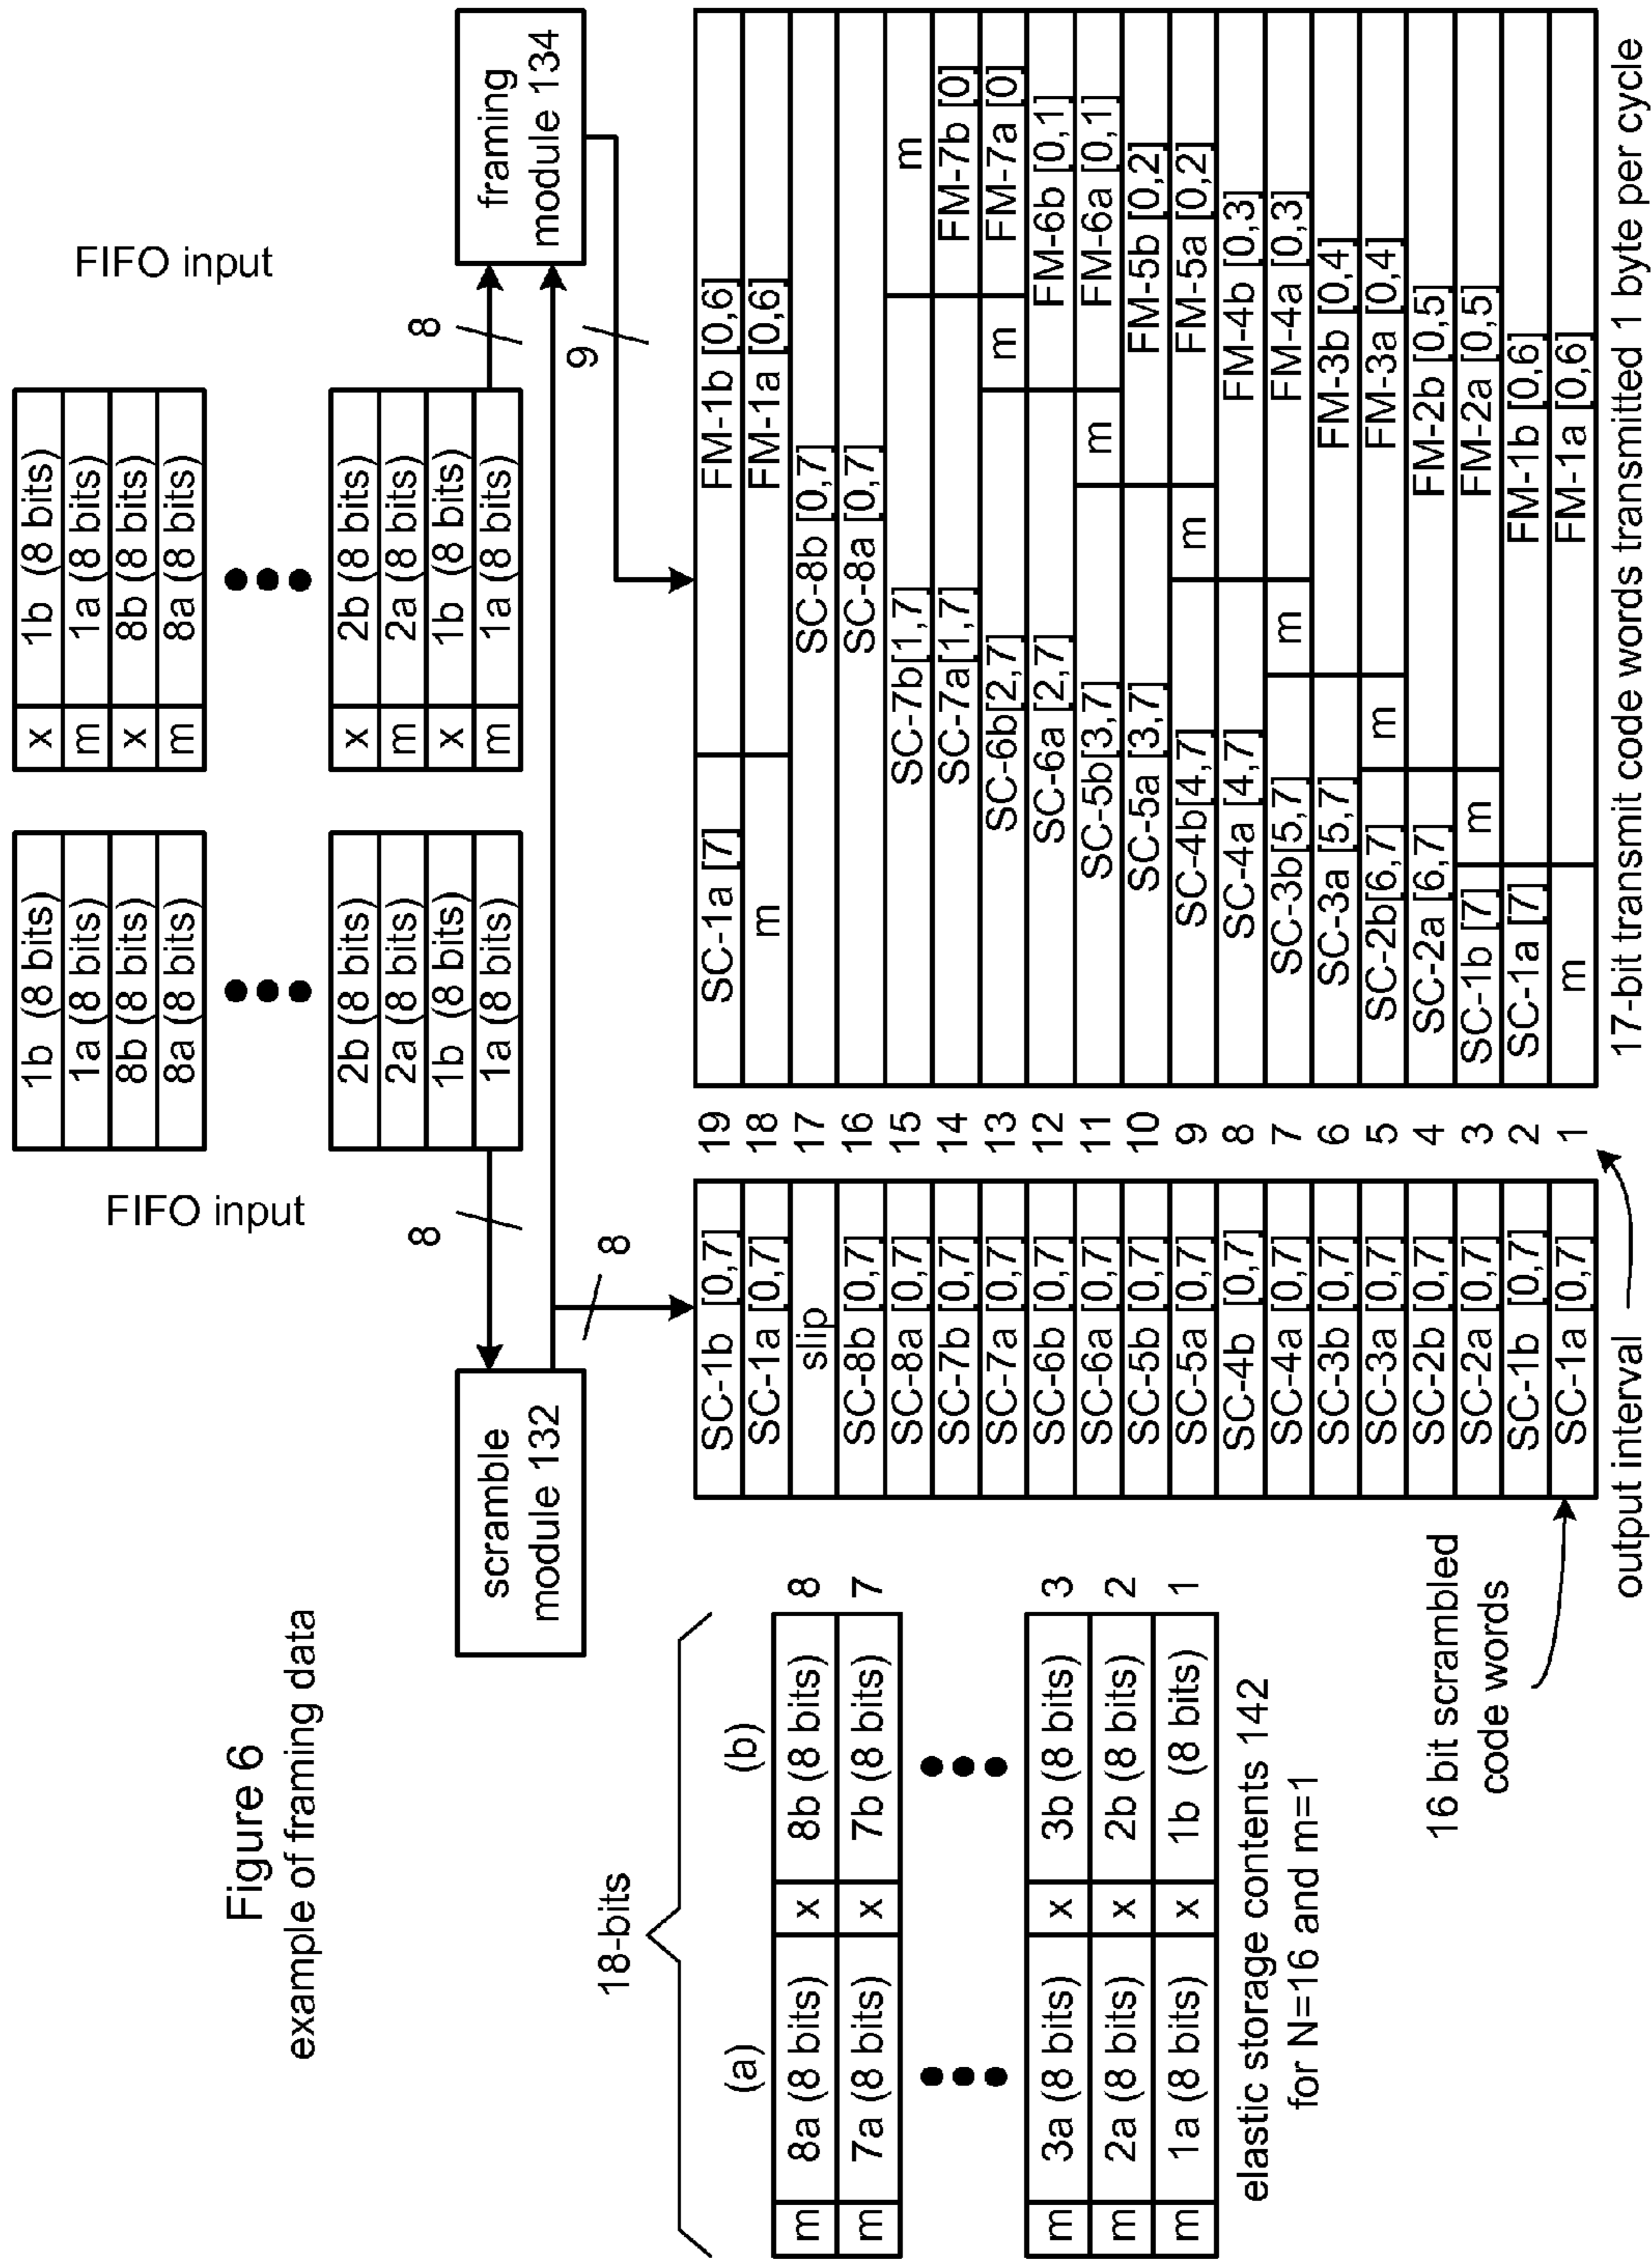 Figure 6
example of framing data
18-bits
(a) (b)
m 8a (8 bits) x 8b (8 bits) 8
m 7a (8 bits) x 7b (8 bits) 7
m 3a (8 bits) x 3b (8 bits) 3
m 2a (8 bits) x 2b (8 bits) 2
m 1a (8 bits) x 1b (8 bits) 1
elastic storage contents 142
for N=16 and m=1
FIFO input
1b (8 bits)
1a (8 bits)
8b (8 bits)
8a (8 bits)
2b (8 bits)
2a (8 bits)
1b (8 bits)
1a (8 bits)
8
scramble
module 132
8
FIFO input
x 1b (8 bits)
m 1a (8 bits)
x 8b (8 bits)
m 8a (8 bits)
x 2b (8 bits)
m 2a (8 bits)
x 1b (8 bits)
m 1a (8 bits)
8
framing
module 134
9
SC-1b [0,7]
SC-1a [0,7]
slip
SC-8b [0,7]
SC-8a [0,7]
SC-7b [0,7]
SC-7a [0,7]
SC-6b [0,7]
SC-6a [0,7]
SC-5b [0,7]
SC-5a [0,7]
SC-4b [0,7]
SC-4a [0,7]
SC-3b [0,7]
SC-3a [0,7]
SC-2b [0,7]
SC-2a [0,7]
SC-1b [0,7]
SC-1a [0,7]
16 bit scrambled
code words
output interval
19 SC-1a [7] FM-1b [0,6]
18 m FM-1a [0,6]
17 SC-8b [0,7]
16 SC-8a [0,7]
15 SC-7b[1,7] m
14 SC-7a[1,7] FM-7b [0]
13 SC-6b[2,7] m FM-7a [0]
12 SC-6a [2,7] FM-6b [0,1]
11 SC-5b[3,7] m FM-6a [0,1]
10 SC-5a [3,7] FM-5b [0,2]
9 SC-4b[4,7] m FM-5a [0,2]
8 SC-4a [4,7] FM-4b [0,3]
7 SC-3b[5,7] m FM-4a [0,3]
6 SC-3a [5,7] FM-3b [0,4]
5 SC-2b[6,7] m FM-3a [0,4]
4 SC-2a [6,7] FM-2b [0,5]
3 SC-1b [7] m FM-2a [0,5]
2 SC-1a [7] FM-1b [0,6]
1 m FM-1a [0,6]
17-bit transmit code words transmitted 1 byte per cycle